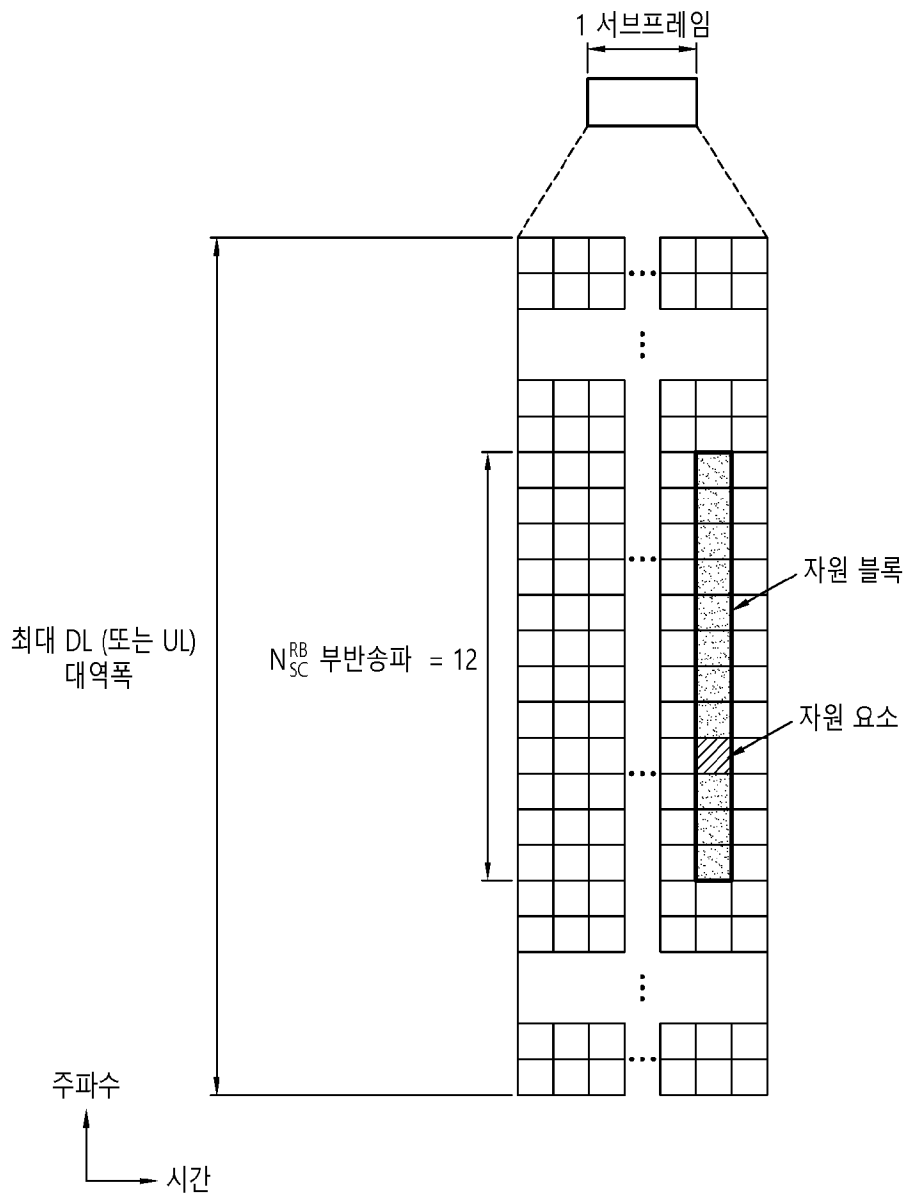 1 서브프레임
자원 블록
최대 DL (또는 UL)
대역폭
N_SC^RB 부반송파 = 12
자원 요소
주파수
시간